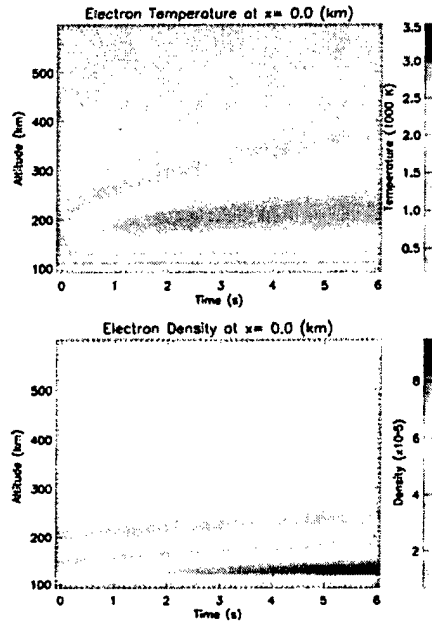 Electron Temperature at x= 0.0 (km)
Altitude (km)
500
400
300
200
100
0 1 2 3 4 5 6
Time (s)
3.5
3.0
2.5
2.0
1.5
1.0
0.5
Temperature (1000 K)
Electron Density at x= 0.0 (km)
Altitude (km)
500
400
300
200
100
0 1 2 3 4 5 6
Time (s)
8
6
4
2
Density (x10-5)